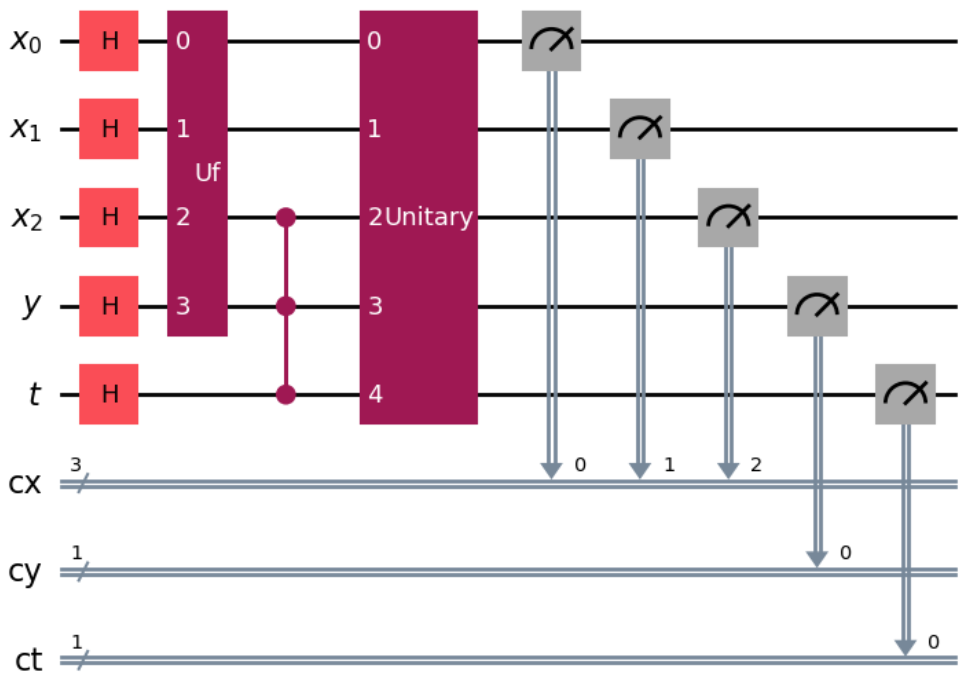 x₀ H 0 0
x₁ H 1 1
Uf
x₂ H 2 2Unitary
y H 3 3
t H 4
3 0 1 2
cx
1 0
cy
1 0
ct